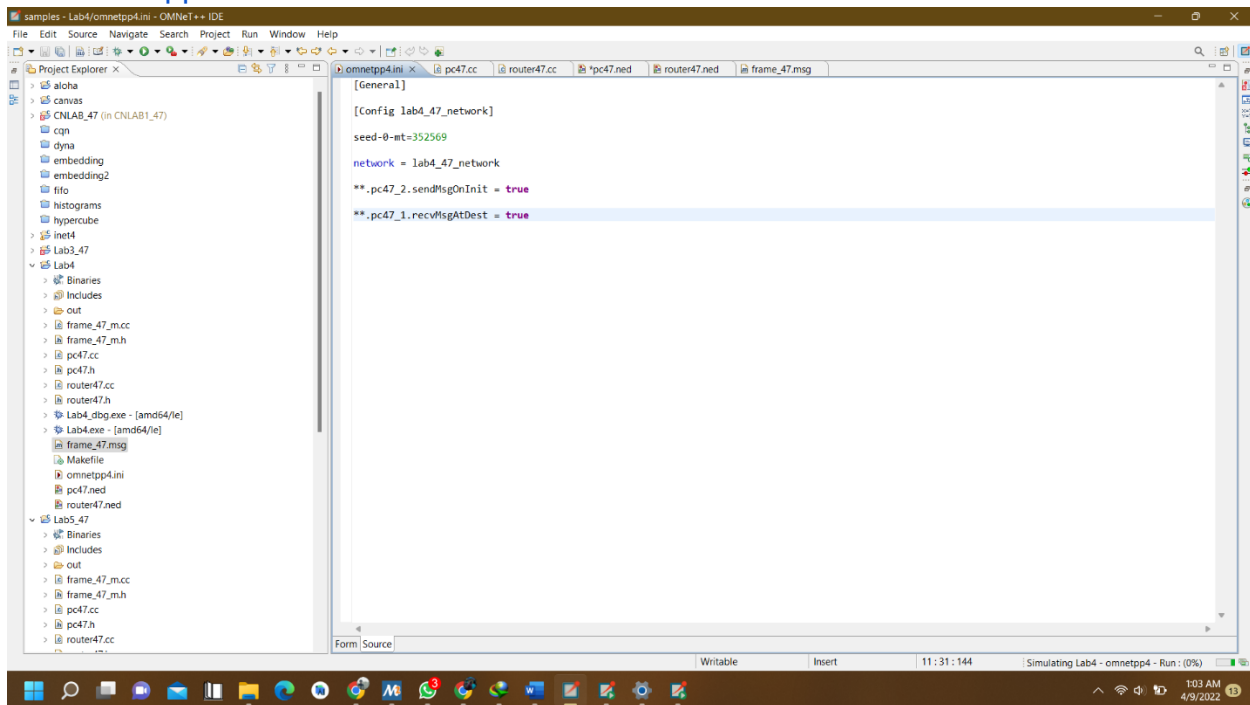 samples - Lab4/omnetpp4.ini - OMNeT++ IDE
File Edit Source Navigate Search Project Run Window Help
Project Explorer
omnetpp4.ini pc47.cc router47.cc *pc47.ned router47.ned frame_47.msg
aloha
canvas
CNLAB_47 (in CNLAB1_47)
cqn
dyna
embedding
embedding2
fifo
histograms
hypercube
inet4
Lab3_47
Lab4
Binaries
Includes
out
frame_47_m.cc
frame_47_m.h
pc47.cc
pc47.h
router47.cc
router47.h
Lab4_dbg.exe - [amd64/le]
Lab4.exe - [amd64/le]
frame_47.msg
Makefile
omnetpp4.ini
pc47.ned
router47.ned
Lab5_47
Binaries
Includes
out
frame_47_m.cc
frame_47_m.h
pc47.cc
pc47.h
router47.cc
[General]
[Config lab4_47_network]
seed-0-mt=352569
network = lab4_47_network
**.pc47_2.sendMsgOnInit = true
**.pc47_1.recvMsgAtDest = true
Form Source
Writable Insert 11 : 31 : 144 Simulating Lab4 - omnetpp4 - Run : (0%)
3
1:03 AM
4/9/2022
13